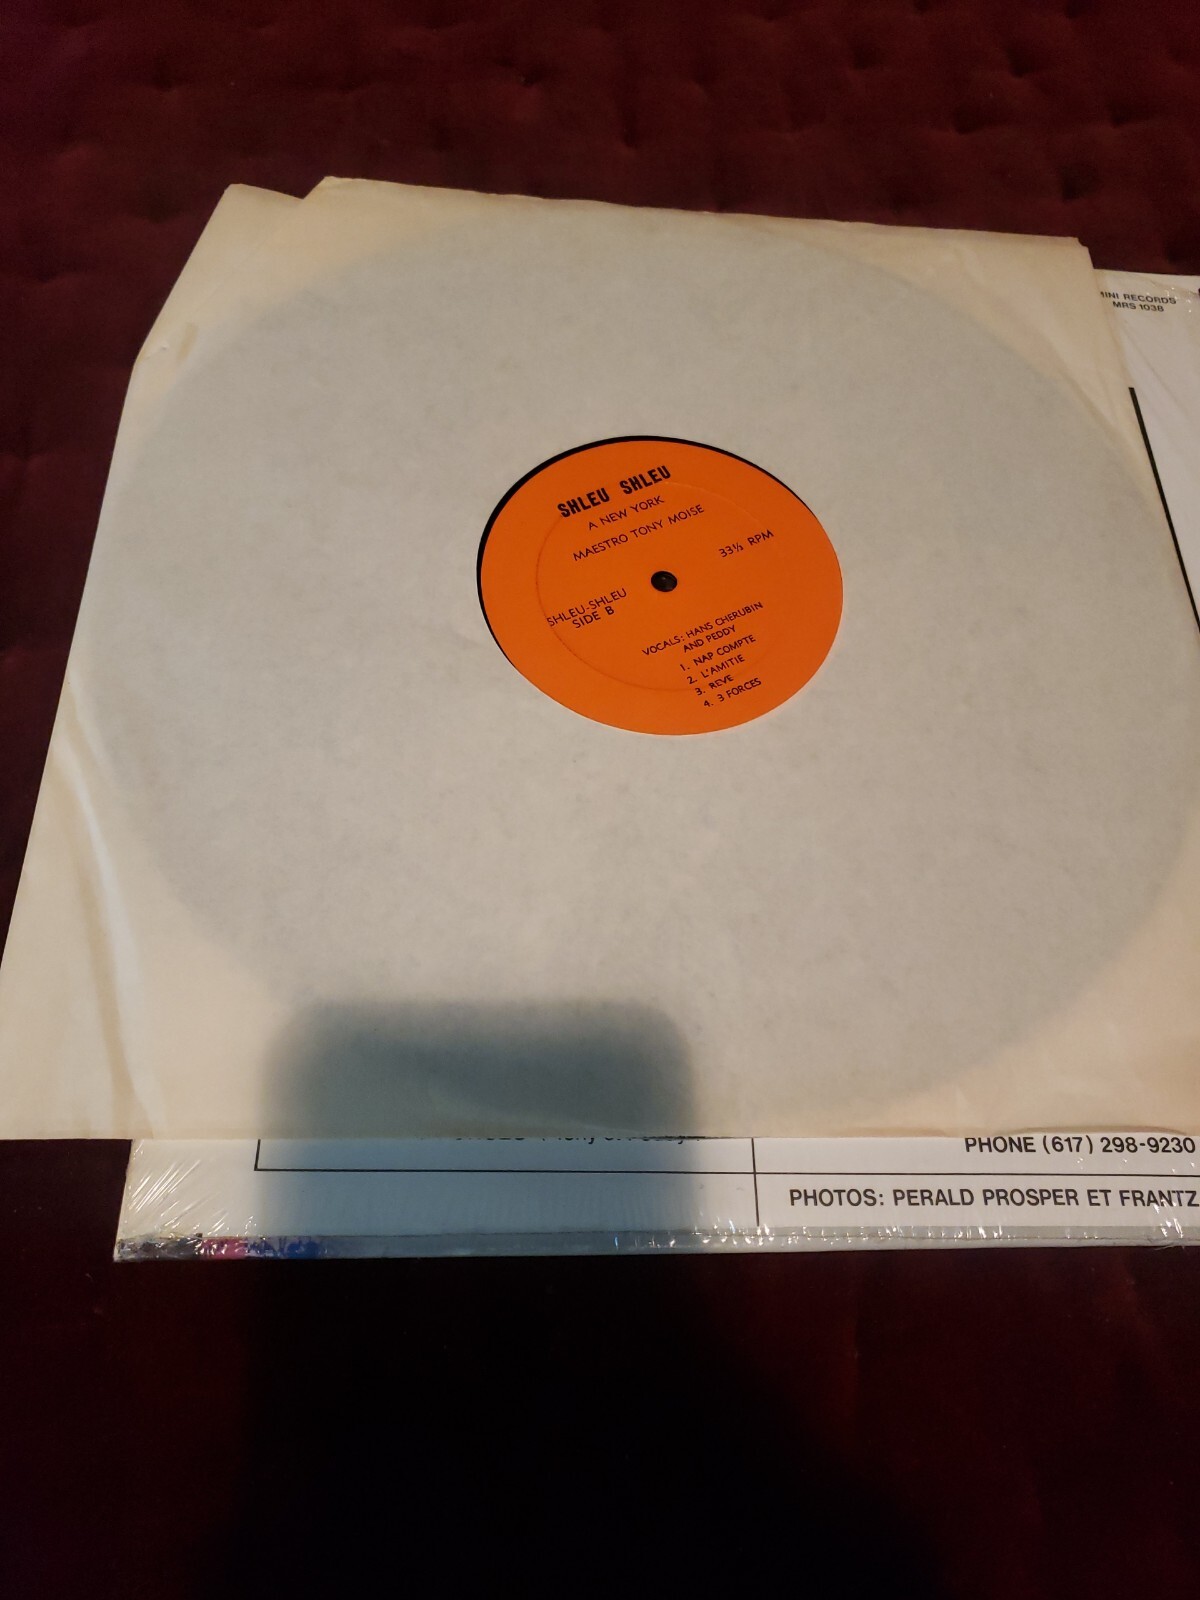 INI RECORDS
MRS 1038
SHLEU SHLEU
A NEW YORK
MAESTRO TONY MOISE
33⅓ RPM
SHLEU-SHLEU
SIDE B
VOCALS: HANS CHERUBIN
AND PEDDY
1. NAP COMPTE
2. L'AMITIE
3. REVE
4. 3 FORCES
PHONE (617) 298-9230
PHOTOS: PERALD PROSPER ET FRANTZ